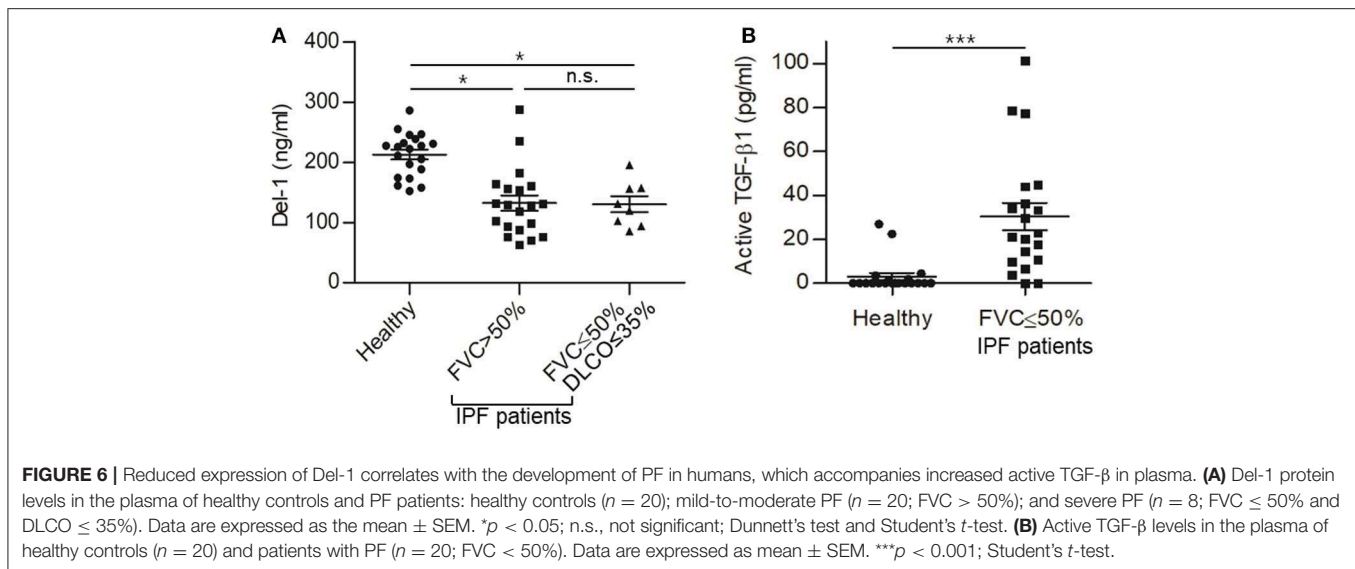 A
B
400
300
200
100
0
Del-1 (ng/ml)
*
*
n.s.
Healthy
FVC>50%
FVC≤50%
DLCO≤35%
IPF patients
100
80
60
40
20
0
Active TGF-β1 (pg/ml)
***
Healthy
FVC≤50%
IPF patients
FIGURE 6 | Reduced expression of Del-1 correlates with the development of PF in humans, which accompanies increased active TGF-β in plasma. (A) Del-1 protein
levels in the plasma of healthy controls and PF patients: healthy controls (n = 20); mild-to-moderate PF (n = 20; FVC > 50%); and severe PF (n = 8; FVC ≤ 50% and
DLCO ≤ 35%). Data are expressed as the mean ± SEM. *p < 0.05; n.s., not significant; Dunnett's test and Student's t-test. (B) Active TGF-β levels in the plasma of
healthy controls (n = 20) and patients with PF (n = 20; FVC < 50%). Data are expressed as mean ± SEM. ***p < 0.001; Student's t-test.